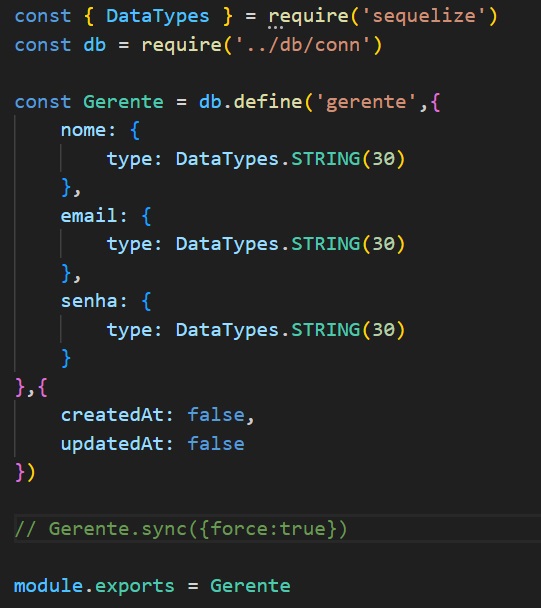 const { DataTypes } = require('sequelize')
const db = require('../db/conn')
const Gerente = db.define('gerente',{
    nome: {
        type: DataTypes.STRING(30)
    },
    email: {
        type: DataTypes.STRING(30)
    },
    senha: {
        type: DataTypes.STRING(30)
    }
},{
    createdAt: false,
    updatedAt: false
})
// Gerente.sync({force:true})
module.exports = Gerente